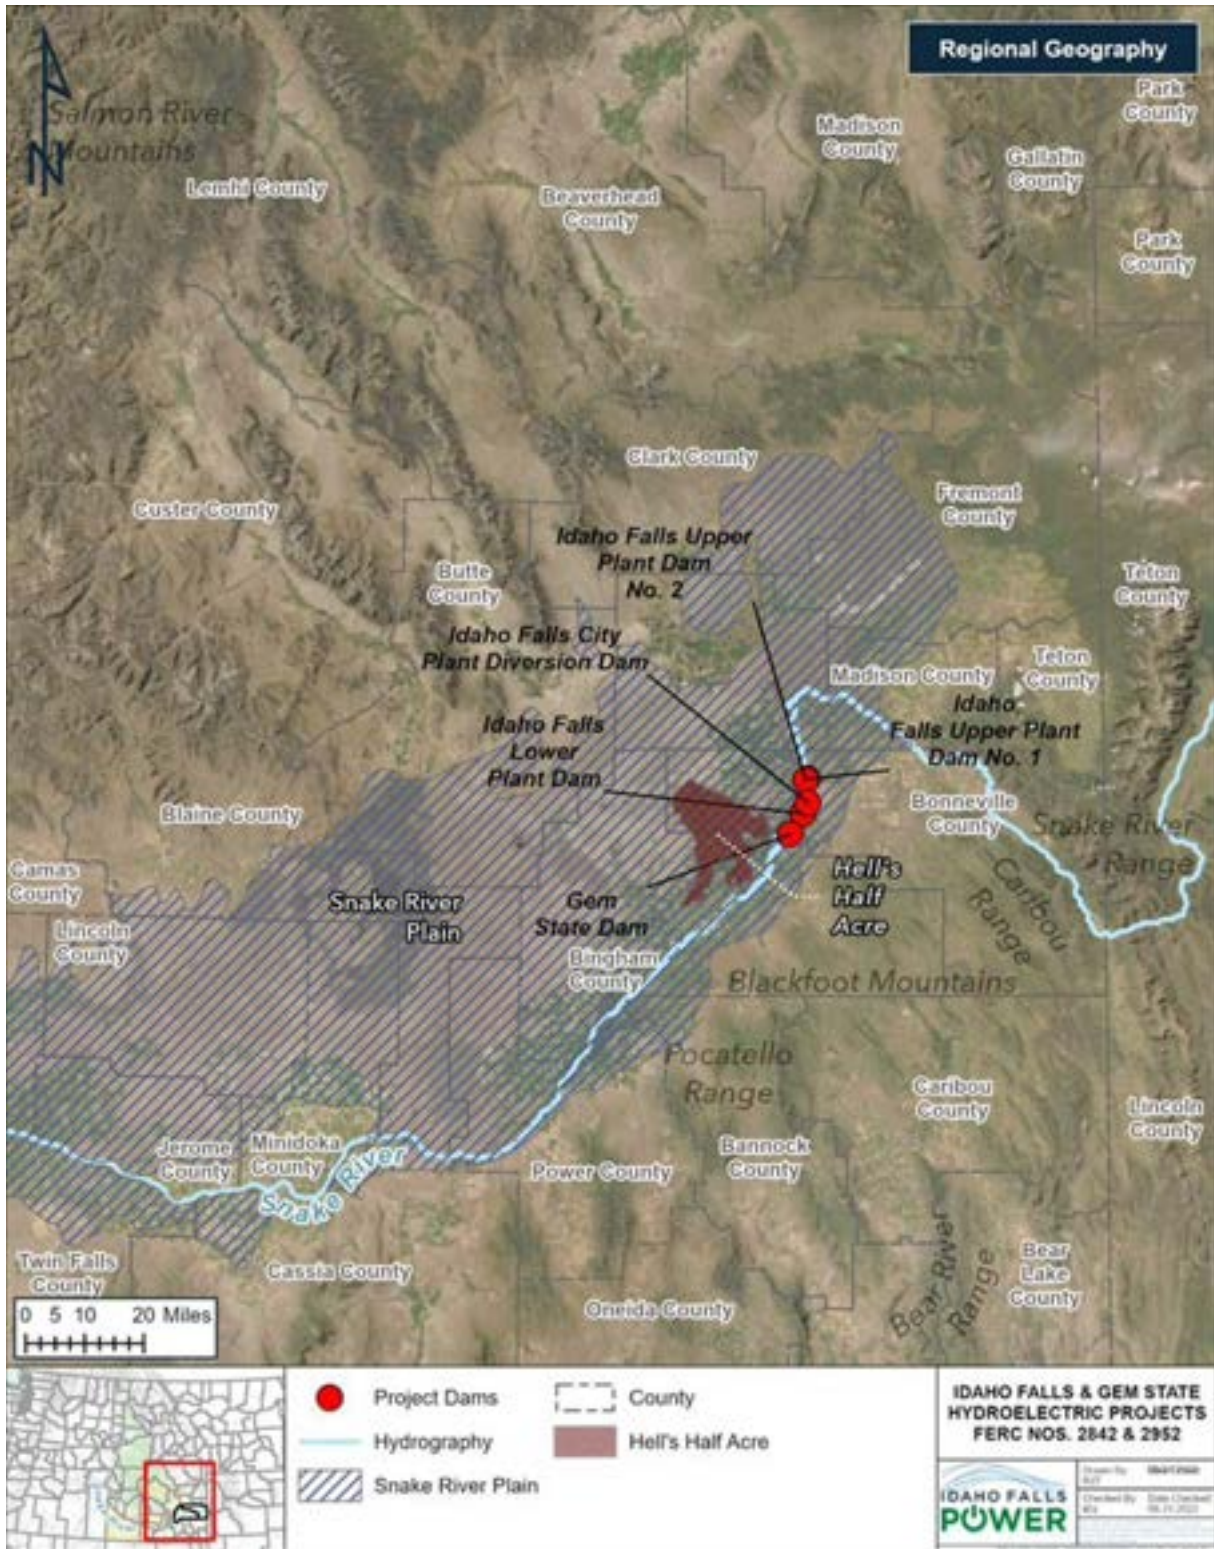 Regional Geography
N
Salmon River
Mountains
Lemhi County
Beaverhead
County
Madison
County
Gallatin
County
Park
County
Park
County
Clark County
Fremont
County
Custer County
Butte
County
Idaho Falls Upper
Plant Dam
No. 2
Teton
County
Idaho Falls City
Plant Diversion Dam
Madison County
Teton
County
Idaho
Falls Upper Plant
Dam No. 1
Idaho Falls
Lower
Plant Dam
Blaine County
Bonneville
County
Snake River
Range
Caribou
Range
Camas
County
Lincoln
County
Snake River
Plain
Gem
State Dam
Hell's
Half
Acre
Bingham
County
Blackfoot Mountains
Pocatello
Range
Caribou
County
Lincoln
County
Jerome
County
Minidoka
County
Snake River
Power County
Bannock
County
Twin Falls
County
Cassia County
Oneida County
Bear River
Range
Bear
Lake
County
0 5 10 20 Miles
Project Dams
County
Hydrography
Hell's Half Acre
Snake River Plain
IDAHO FALLS & GEM STATE
HYDROELECTRIC PROJECTS
FERC NOS. 2842 & 2952
IDAHO FALLS
POWER
Drawn By
Checked By
Date Checked